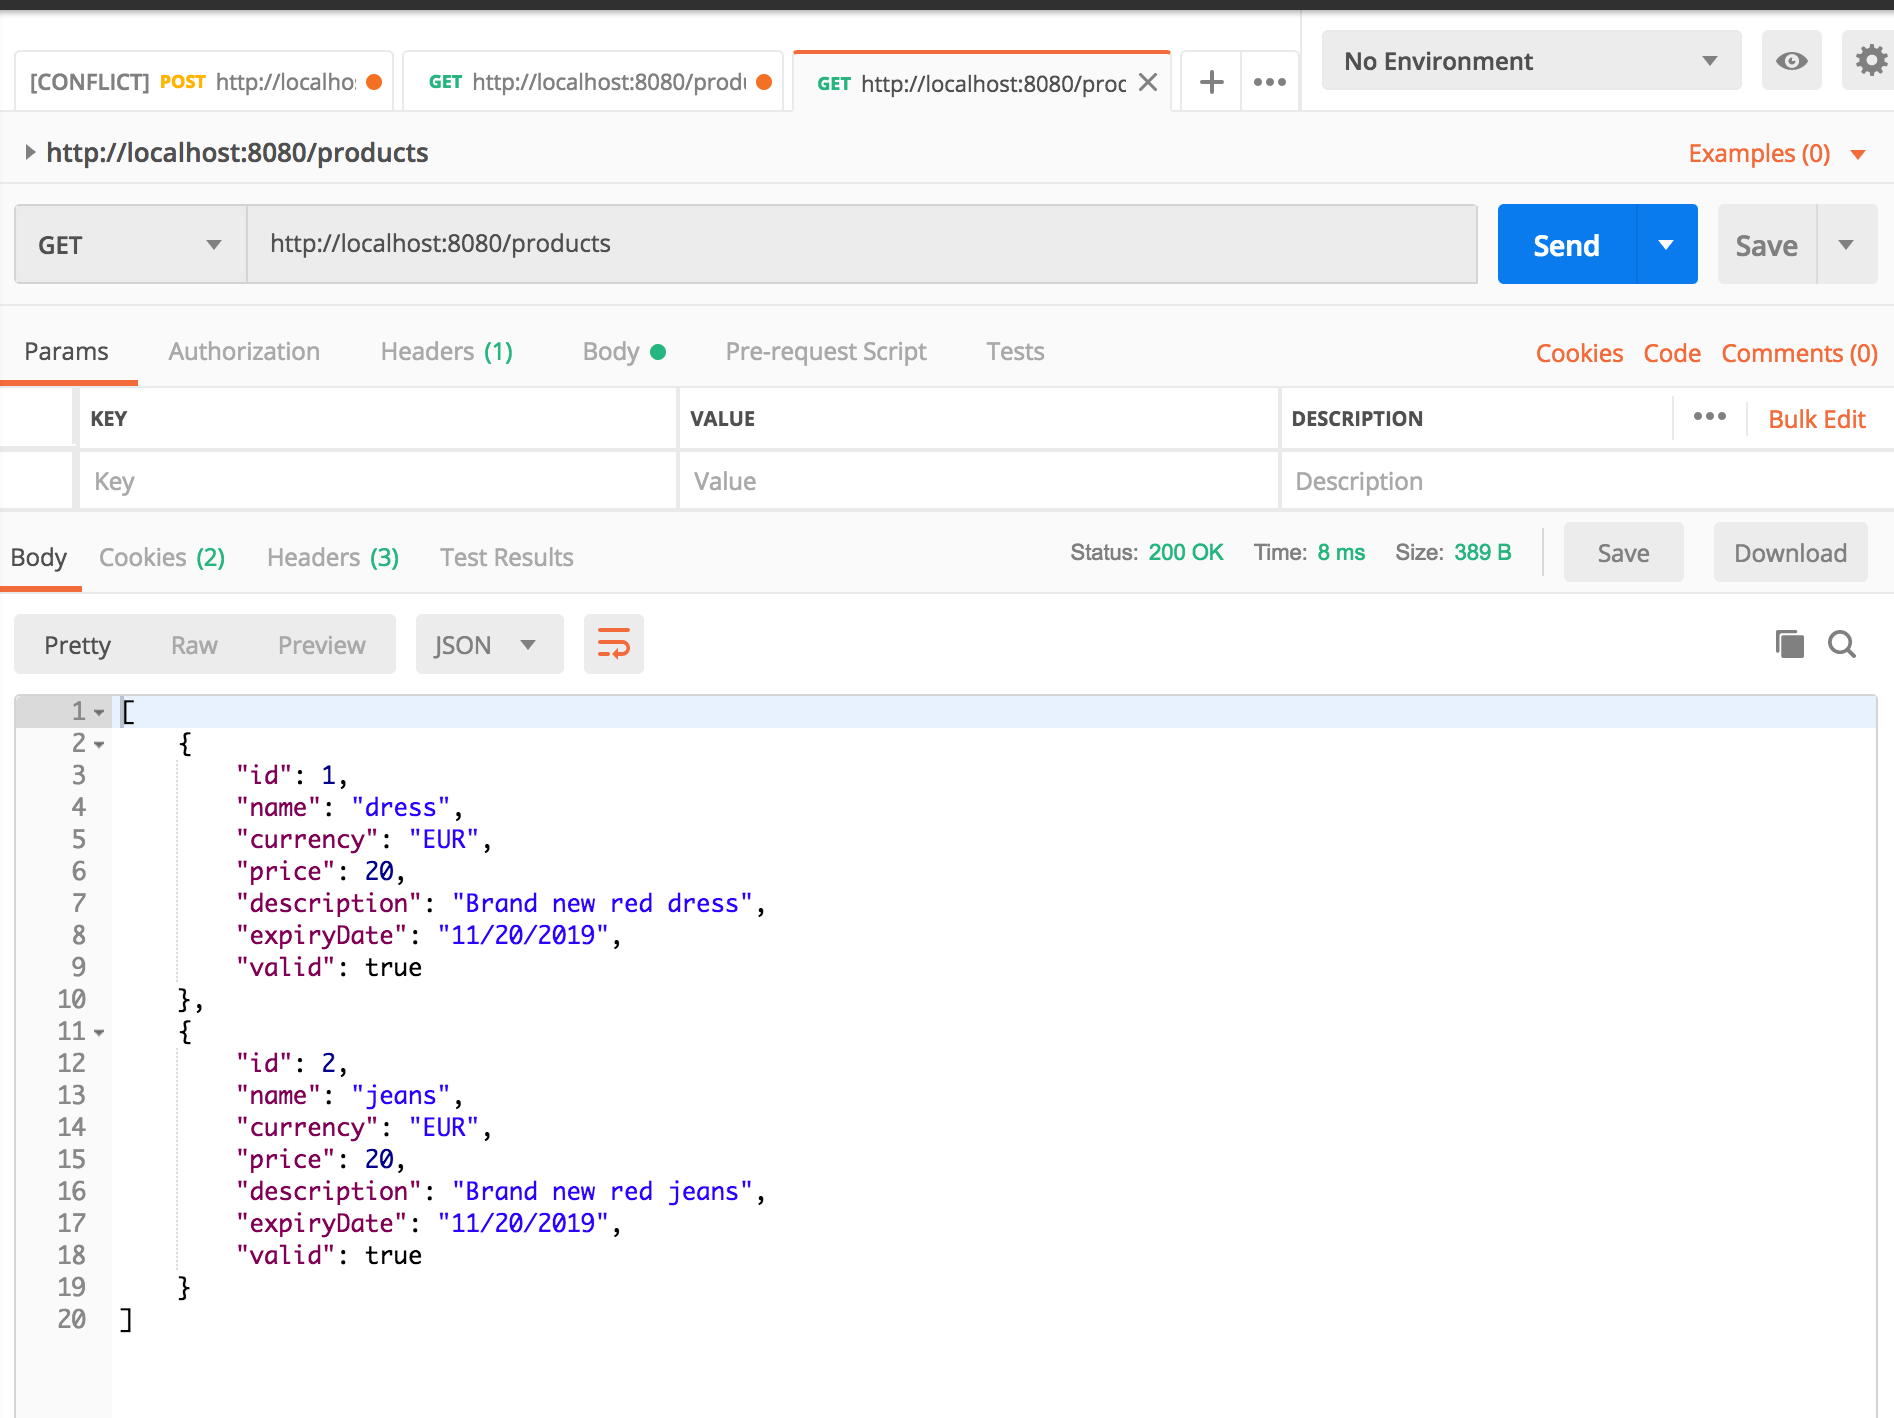 [CONFLICT] POST http://localho: GET http://localhost:8080/produ GET http://localhost:8080/proc No Environment
http://localhost:8080/products Examples (0)
GET http://localhost:8080/products Send Save
Params Authorization Headers (1) Body Pre-request Script Tests Cookies Code Comments (0)
KEY VALUE DESCRIPTION Bulk Edit
Key Value Description
Body Cookies (2) Headers (3) Test Results Status: 200 OK Time: 8 ms Size: 389 B Save Download
Pretty Raw Preview JSON
1 [
2 {
3 "id": 1,
4 "name": "dress",
5 "currency": "EUR",
6 "price": 20,
7 "description": "Brand new red dress",
8 "expiryDate": "11/20/2019",
9 "valid": true
10 },
11 {
12 "id": 2,
13 "name": "jeans",
14 "currency": "EUR",
15 "price": 20,
16 "description": "Brand new red jeans",
17 "expiryDate": "11/20/2019",
18 "valid": true
19 }
20 ]